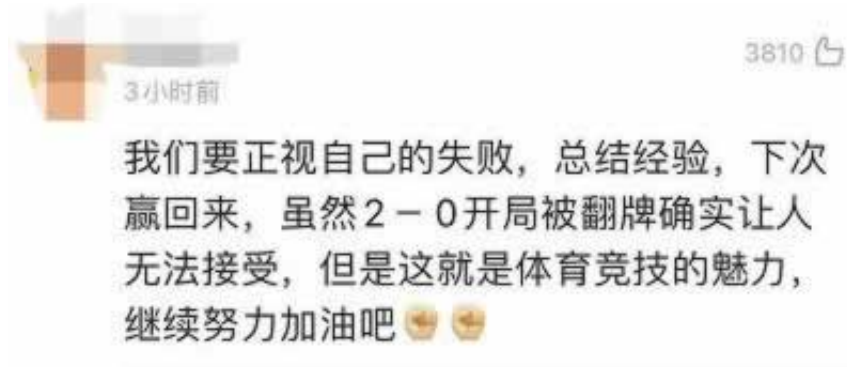 3810
3小时前
我们要正视自己的失败，总结经验，下次
赢回来，虽然2－0开局被翻牌确实让人
无法接受，但是这就是体育竞技的魅力，
继续努力加油吧